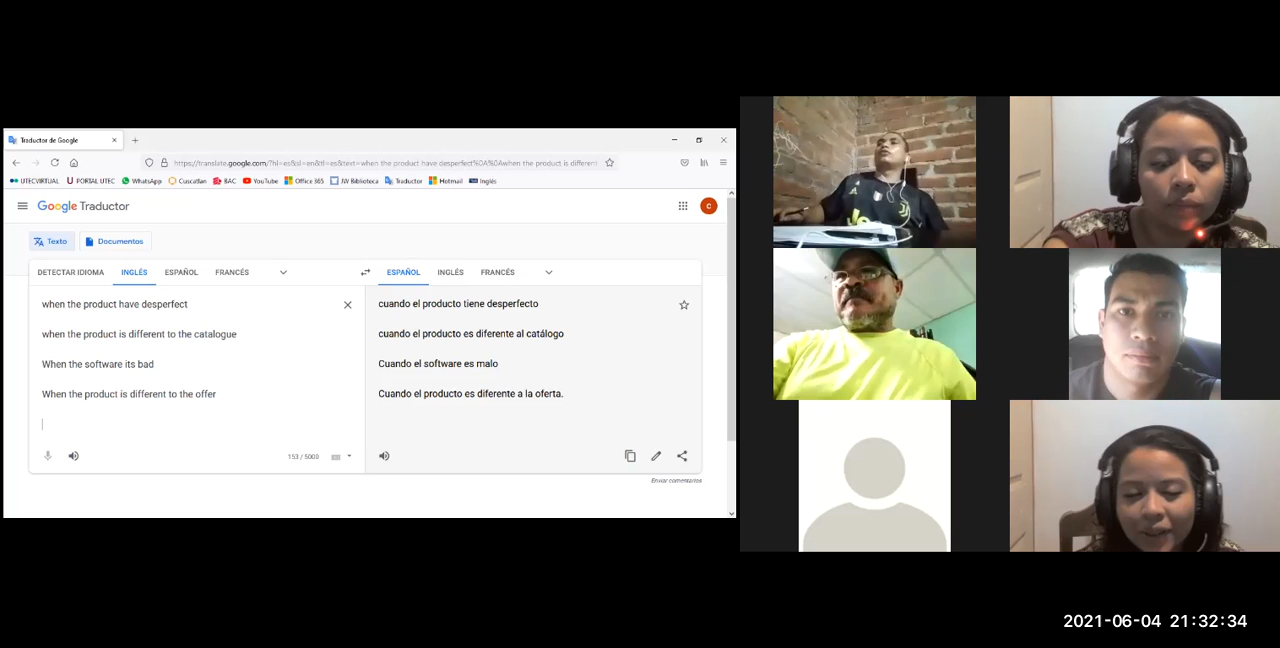 Traductor de Google
https://translate.google.com/?hl=es&sl=en&tl=es&text=when the product have desperfect%0A%0Awhen the product is different
UTECVIRTUAL PORTAL UTEC WhatsApp Cuscatlan BAC YouTube Office 365 JW Biblioteca Traductor Hotmail Inglés
Google Traductor
C
Texto Documentos
DETECTAR IDIOMA INGLÉS ESPAÑOL FRANCÉS ESPAÑOL INGLÉS FRANCÉS
when the product have desperfect
cuando el producto tiene desperfecto
when the product is different to the catalogue
cuando el producto es diferente al catálogo
When the software its bad
Cuando el software es malo
When the product is different to the offer
Cuando el producto es diferente a la oferta.
153 / 5000
Enviar comentarios
2021-06-04 21:32:34